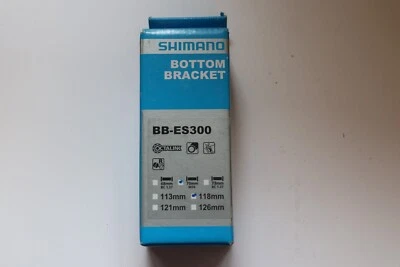 SHIMANO
BOTTOM
BRACKET
BB-ES300
OCTALINK
113mm 118mm
121mm 126mm